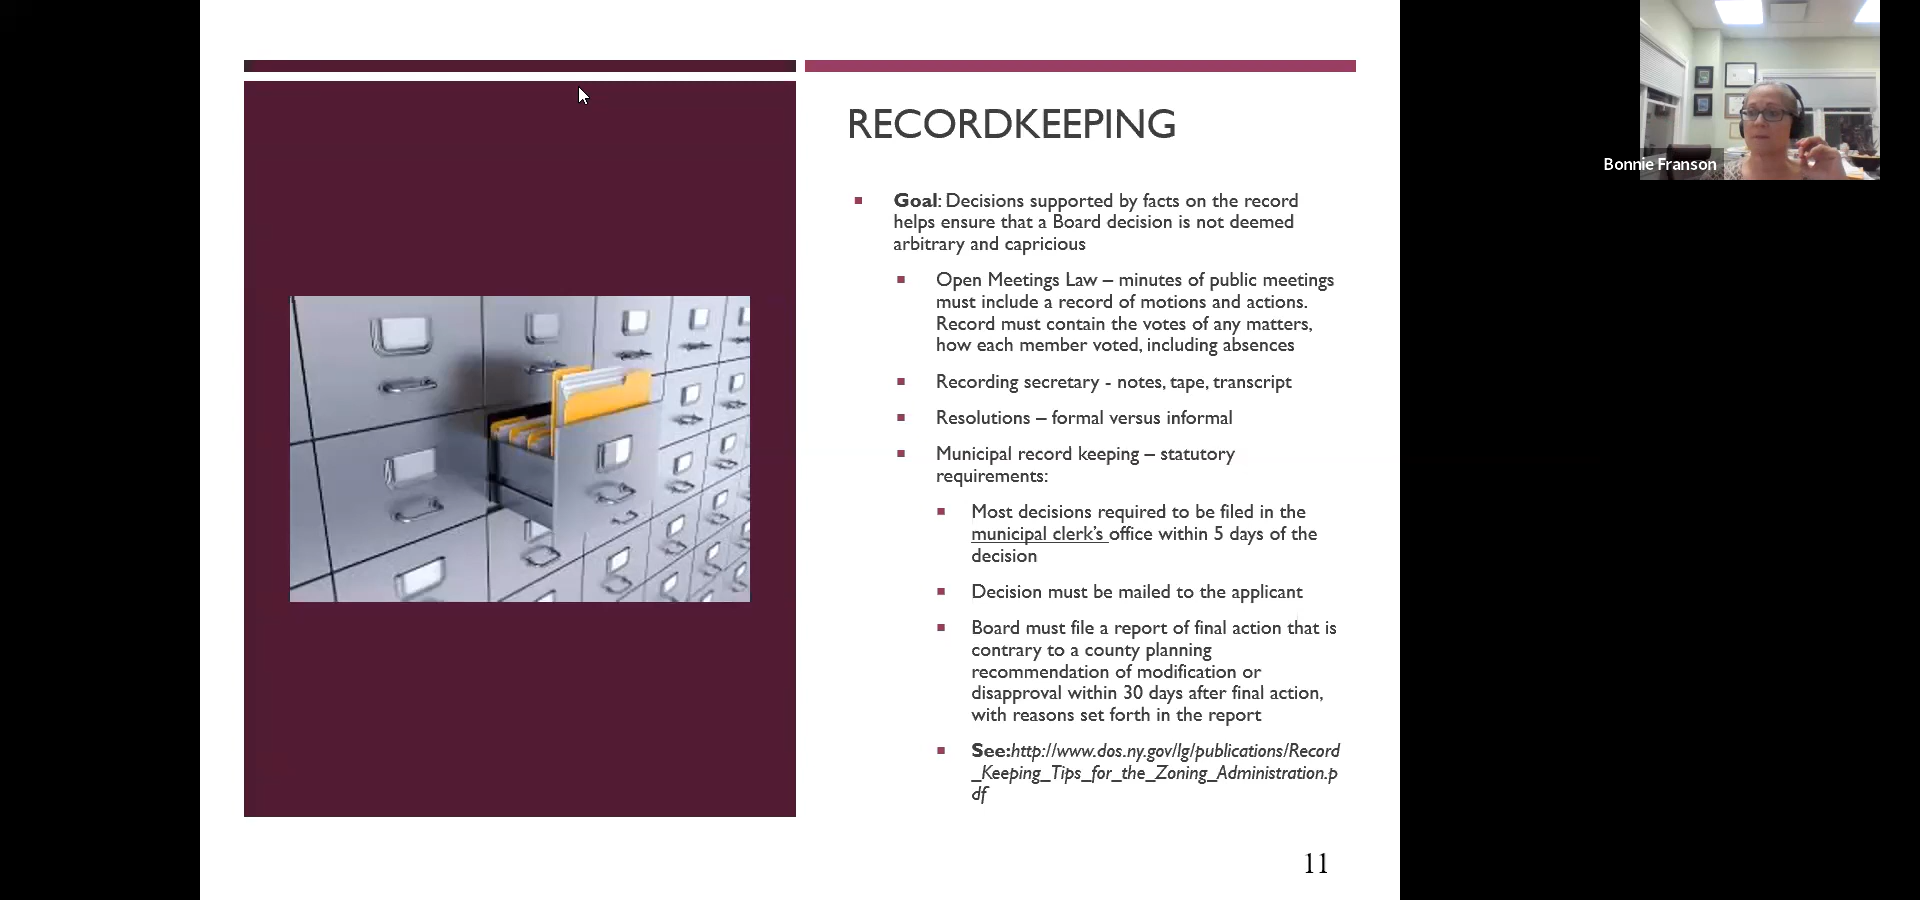 RECORDKEEPING
Goal: Decisions supported by facts on the record
helps ensure that a Board decision is not deemed
arbitrary and capricious
Open Meetings Law – minutes of public meetings
must include a record of motions and actions.
Record must contain the votes of any matters,
how each member voted, including absences
Recording secretary - notes, tape, transcript
Resolutions – formal versus informal
Municipal record keeping – statutory
requirements:
Most decisions required to be filed in the
municipal clerk's office within 5 days of the
decision
Decision must be mailed to the applicant
Board must file a report of final action that is
contrary to a county planning
recommendation of modification or
disapproval within 30 days after final action,
with reasons set forth in the report
See:http://www.dos.ny.gov/lg/publications/Record
_Keeping_Tips_for_the_Zoning_Administration.p
df
11
Bonnie Franson